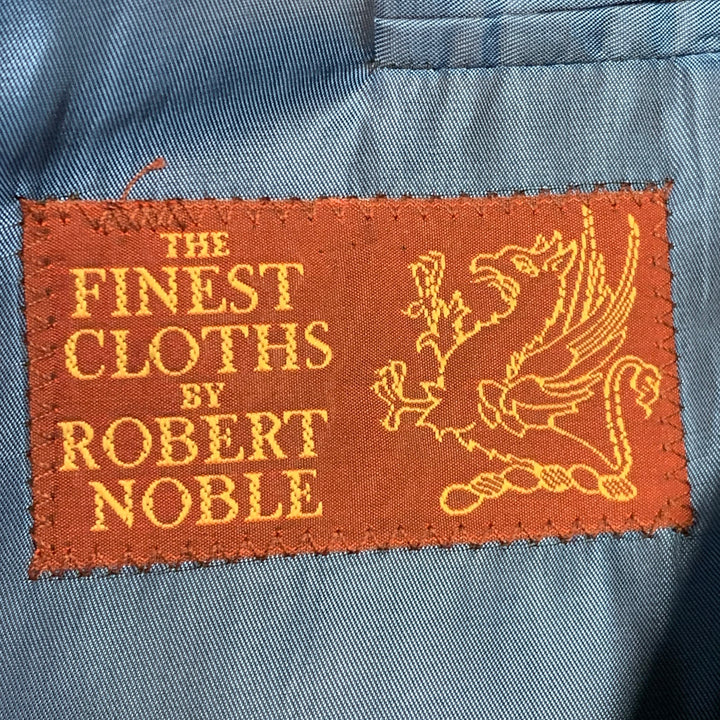 THE
FINEST
CLOTHS
BY
ROBERT
NOBLE